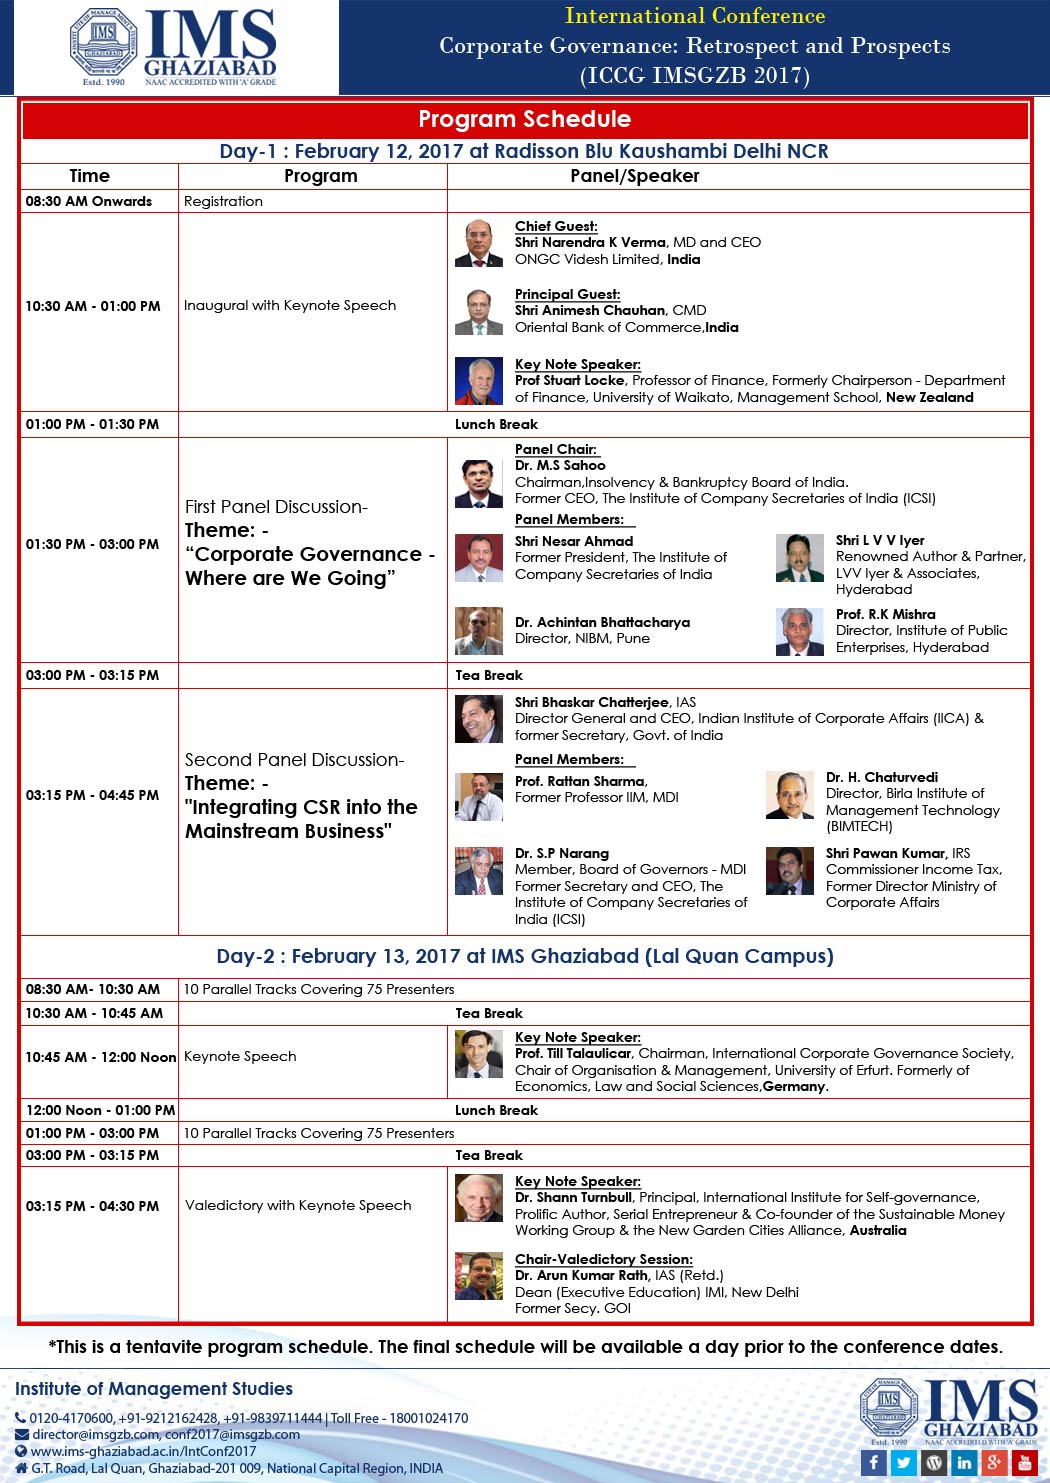 IMS
GHAZIABAD
Estd. 1990
NAAC ACCREDITED WITH 'A' GRADE
International Conference
Corporate Governance: Retrospect and Prospects
(ICCG IMSGZB 2017)
Program Schedule
Day-1 : February 12, 2017 at Radisson Blu Kaushambi Delhi NCR
Time Program Panel/Speaker
08:30 AM Onwards Registration
10:30 AM - 01:00 PM Inaugural with Keynote Speech
Chief Guest:
Shri Narendra K Verma, MD and CEO
ONGC Videsh Limited, India
Principal Guest:
Shri Animesh Chauhan, CMD
Oriental Bank of Commerce,India
Key Note Speaker:
Prof Stuart Locke, Professor of Finance, Formerly Chairperson - Department
of Finance, University of Waikato, Management School, New Zealand
01:00 PM - 01:30 PM Lunch Break
01:30 PM - 03:00 PM
First Panel Discussion-
Theme: -
“Corporate Governance -
Where are We Going”
Panel Chair:
Dr. M.S Sahoo
Chairman,Insolvency & Bankruptcy Board of India.
Former CEO, The Institute of Company Secretaries of India (ICSI)
Panel Members:
Shri Nesar Ahmad
Former President, The Institute of
Company Secretaries of India
Shri L V V Iyer
Renowned Author & Partner,
LVV Iyer & Associates,
Hyderabad
Dr. Achintan Bhattacharya
Director, NIBM, Pune
Prof. R.K Mishra
Director, Institute of Public
Enterprises, Hyderabad
03:00 PM - 03:15 PM Tea Break
03:15 PM - 04:45 PM
Second Panel Discussion-
Theme: -
"Integrating CSR into the
Mainstream Business"
Shri Bhaskar Chatterjee, IAS
Director General and CEO, Indian Institute of Corporate Affairs (IICA) &
former Secretary, Govt. of India
Panel Members:
Prof. Rattan Sharma,
Former Professor IIM, MDI
Dr. H. Chaturvedi
Director, Birla Institute of
Management Technology
(BIMTECH)
Dr. S.P Narang
Member, Board of Governors - MDI
Former Secretary and CEO, The
Institute of Company Secretaries of
India (ICSI)
Shri Pawan Kumar, IRS
Commissioner Income Tax,
Former Director Ministry of
Corporate Affairs
Day-2 : February 13, 2017 at IMS Ghaziabad (Lal Quan Campus)
08:30 AM- 10:30 AM 10 Parallel Tracks Covering 75 Presenters
10:30 AM - 10:45 AM Tea Break
10:45 AM - 12:00 Noon Keynote Speech
Key Note Speaker:
Prof. Till Talaulicar, Chairman, International Corporate Governance Society,
Chair of Organisation & Management, University of Erfurt. Formerly of
Economics, Law and Social Sciences,Germany.
12:00 Noon - 01:00 PM Lunch Break
01:00 PM - 03:00 PM 10 Parallel Tracks Covering 75 Presenters
03:00 PM - 03:15 PM Tea Break
03:15 PM - 04:30 PM Valedictory with Keynote Speech
Key Note Speaker:
Dr. Shann Turnbull, Principal, International Institute for Self-governance,
Prolific Author, Serial Entrepreneur & Co-founder of the Sustainable Money
Working Group & the New Garden Cities Alliance, Australia
Chair-Valedictory Session:
Dr. Arun Kumar Rath, IAS (Retd.)
Dean (Executive Education) IMI, New Delhi
Former Secy. GOI
*This is a tentavite program schedule. The final schedule will be available a day prior to the conference dates.
Institute of Management Studies
0120-4170600, +91-9212162428, +91-9839711444 | Toll Free - 18001024170
director@imsgzb.com, conf2017@imsgzb.com
www.ims-ghaziabad.ac.in/IntConf2017
G.T. Road, Lal Quan, Ghaziabad-201 009, National Capital Region, INDIA
IMS
GHAZIABAD
Estd. 1990
NAAC ACCREDITED WITH 'A' GRADE